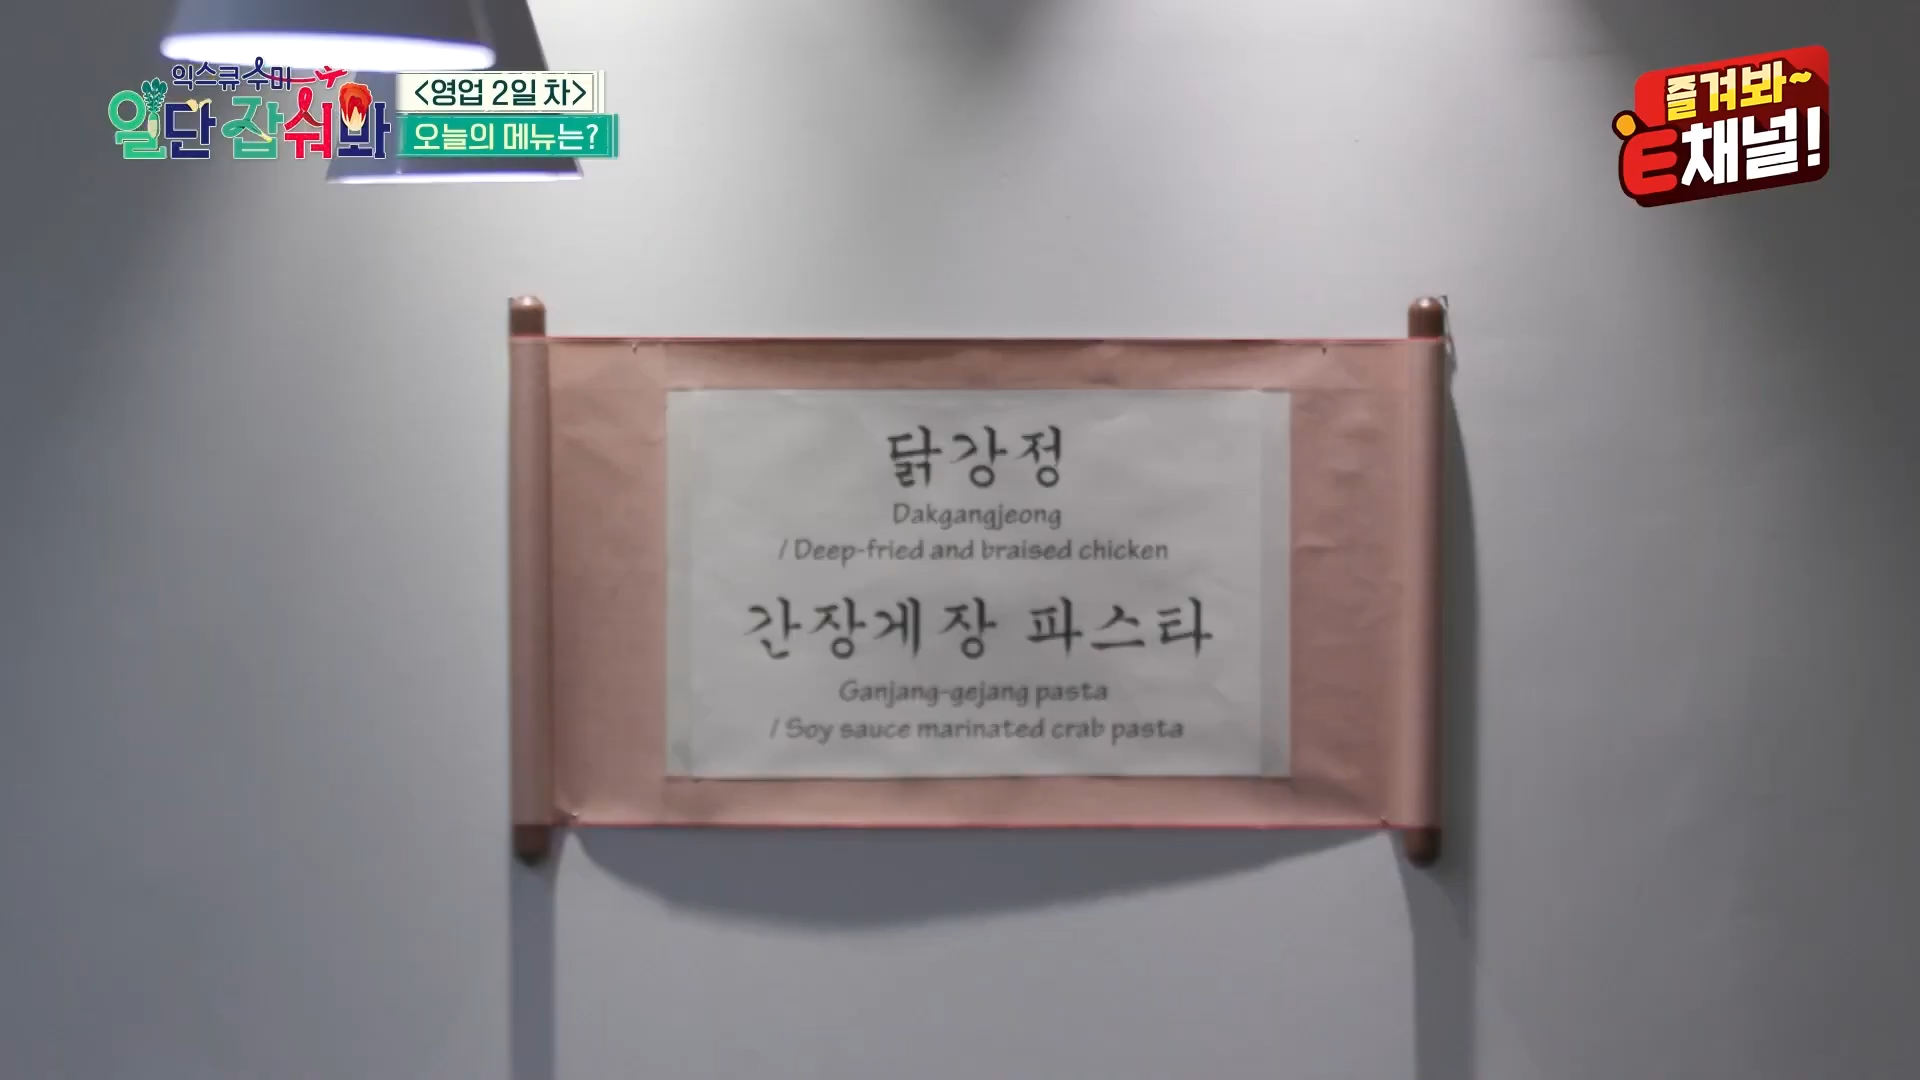 익스큐수미
일단 잡숴봐
<영업 2일 차>
오늘의 메뉴는?
즐겨봐~
E채널!
닭강정
Dakgangjeong
/ Deep-fried and braised chicken
간장게장 파스타
Ganjang-gejang pasta
/ Soy sauce marinated crab pasta